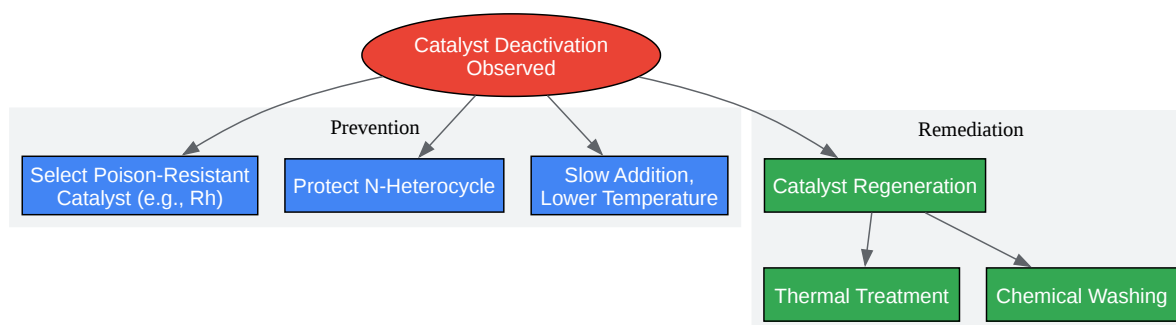 Catalyst Deactivation
Observed
Prevention
Remediation
Select Poison-Resistant
Catalyst (e.g., Rh)
Protect N-Heterocycle
Slow Addition,
Lower Temperature
Catalyst Regeneration
Thermal Treatment
Chemical Washing